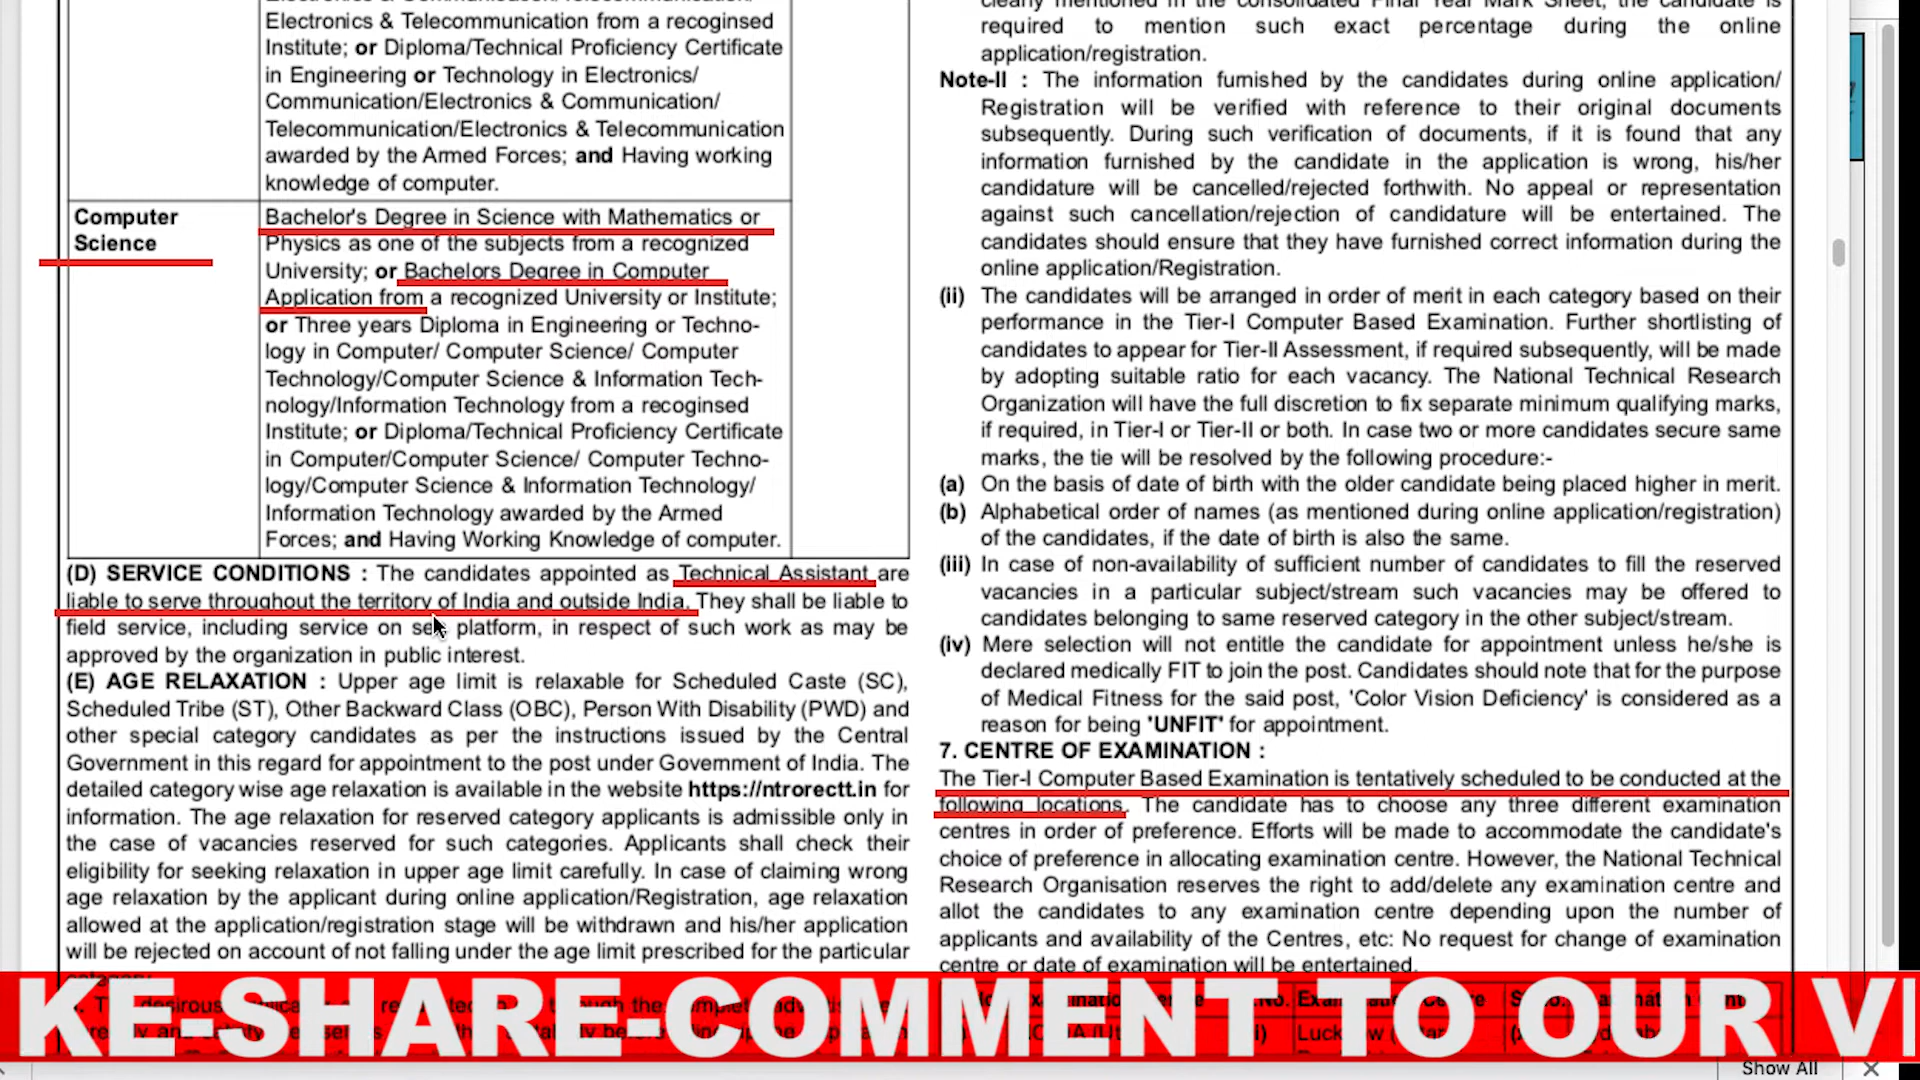 Electronics & Telecommunication from a recoginsed
Institute; or Diploma/Technical Proficiency Certificate
in Engineering or Technology in Electronics/
Communication/Electronics & Communication/
Telecommunication/Electronics & Telecommunication
awarded by the Armed Forces; and Having working
knowledge of computer.
Computer
Science
Bachelor's Degree in Science with Mathematics or
Physics as one of the subjects from a recognized
University; or Bachelors Degree in Computer
Application from a recognized University or Institute;
or Three years Diploma in Engineering or Techno-
logy in Computer/ Computer Science/ Computer
Technology/Computer Science & Information Tech-
nology/Information Technology from a recoginsed
Institute; or Diploma/Technical Proficiency Certificate
in Computer/Computer Science/ Computer Techno-
logy/Computer Science & Information Technology/
Information Technology awarded by the Armed
Forces; and Having Working Knowledge of computer.
(D) SERVICE CONDITIONS : The candidates appointed as Technical Assistant are
liable to serve throughout the territory of India and outside India. They shall be liable to
field service, including service on platform, in respect of such work as may be
approved by the organization in public interest.
(E) AGE RELAXATION : Upper age limit is relaxable for Scheduled Caste (SC),
Scheduled Tribe (ST), Other Backward Class (OBC), Person With Disability (PWD) and
other special category candidates as per the instructions issued by the Central
Government in this regard for appointment to the post under Government of India. The
detailed category wise age relaxation is available in the website https://ntrorectt.in for
information. The age relaxation for reserved category applicants is admissible only in
the case of vacancies reserved for such categories. Applicants shall check their
eligibility for seeking relaxation in upper age limit carefully. In case of claiming wrong
age relaxation by the applicant during online application/Registration, age relaxation
allowed at the application/registration stage will be withdrawn and his/her application
will be rejected on account of not falling under the age limit prescribed for the particular
clearly mentioned in the consolidated Final Year Mark Sheet, the candidate is
required to mention such exact percentage during the online
application/registration.
Note-II : The information furnished by the candidates during online application/
Registration will be verified with reference to their original documents
subsequently. During such verification of documents, if it is found that any
information furnished by the candidate in the application is wrong, his/her
candidature will be cancelled/rejected forthwith. No appeal or representation
against such cancellation/rejection of candidature will be entertained. The
candidates should ensure that they have furnished correct information during the
online application/Registration.
(ii) The candidates will be arranged in order of merit in each category based on their
performance in the Tier-I Computer Based Examination. Further shortlisting of
candidates to appear for Tier-II Assessment, if required subsequently, will be made
by adopting suitable ratio for each vacancy. The National Technical Research
Organization will have the full discretion to fix separate minimum qualifying marks,
if required, in Tier-I or Tier-II or both. In case two or more candidates secure same
marks, the tie will be resolved by the following procedure:-
(a) On the basis of date of birth with the older candidate being placed higher in merit.
(b) Alphabetical order of names (as mentioned during online application/registration)
of the candidates, if the date of birth is also the same.
(iii) In case of non-availability of sufficient number of candidates to fill the reserved
vacancies in a particular subject/stream such vacancies may be offered to
candidates belonging to same reserved category in the other subject/stream.
(iv) Mere selection will not entitle the candidate for appointment unless he/she is
declared medically FIT to join the post. Candidates should note that for the purpose
of Medical Fitness for the said post, 'Color Vision Deficiency' is considered as a
reason for being 'UNFIT' for appointment.
7. CENTRE OF EXAMINATION :
The Tier-I Computer Based Examination is tentatively scheduled to be conducted at the
following locations. The candidate has to choose any three different examination
centres in order of preference. Efforts will be made to accommodate the candidate's
choice of preference in allocating examination centre. However, the National Technical
Research Organisation reserves the right to add/delete any examination centre and
allot the candidates to any examination centre depending upon the number of
applicants and availability of the Centres, etc: No request for change of examination
centre or date of examination will be entertained.
KE-SHARE-COMMENT TO OUR VI
Show All